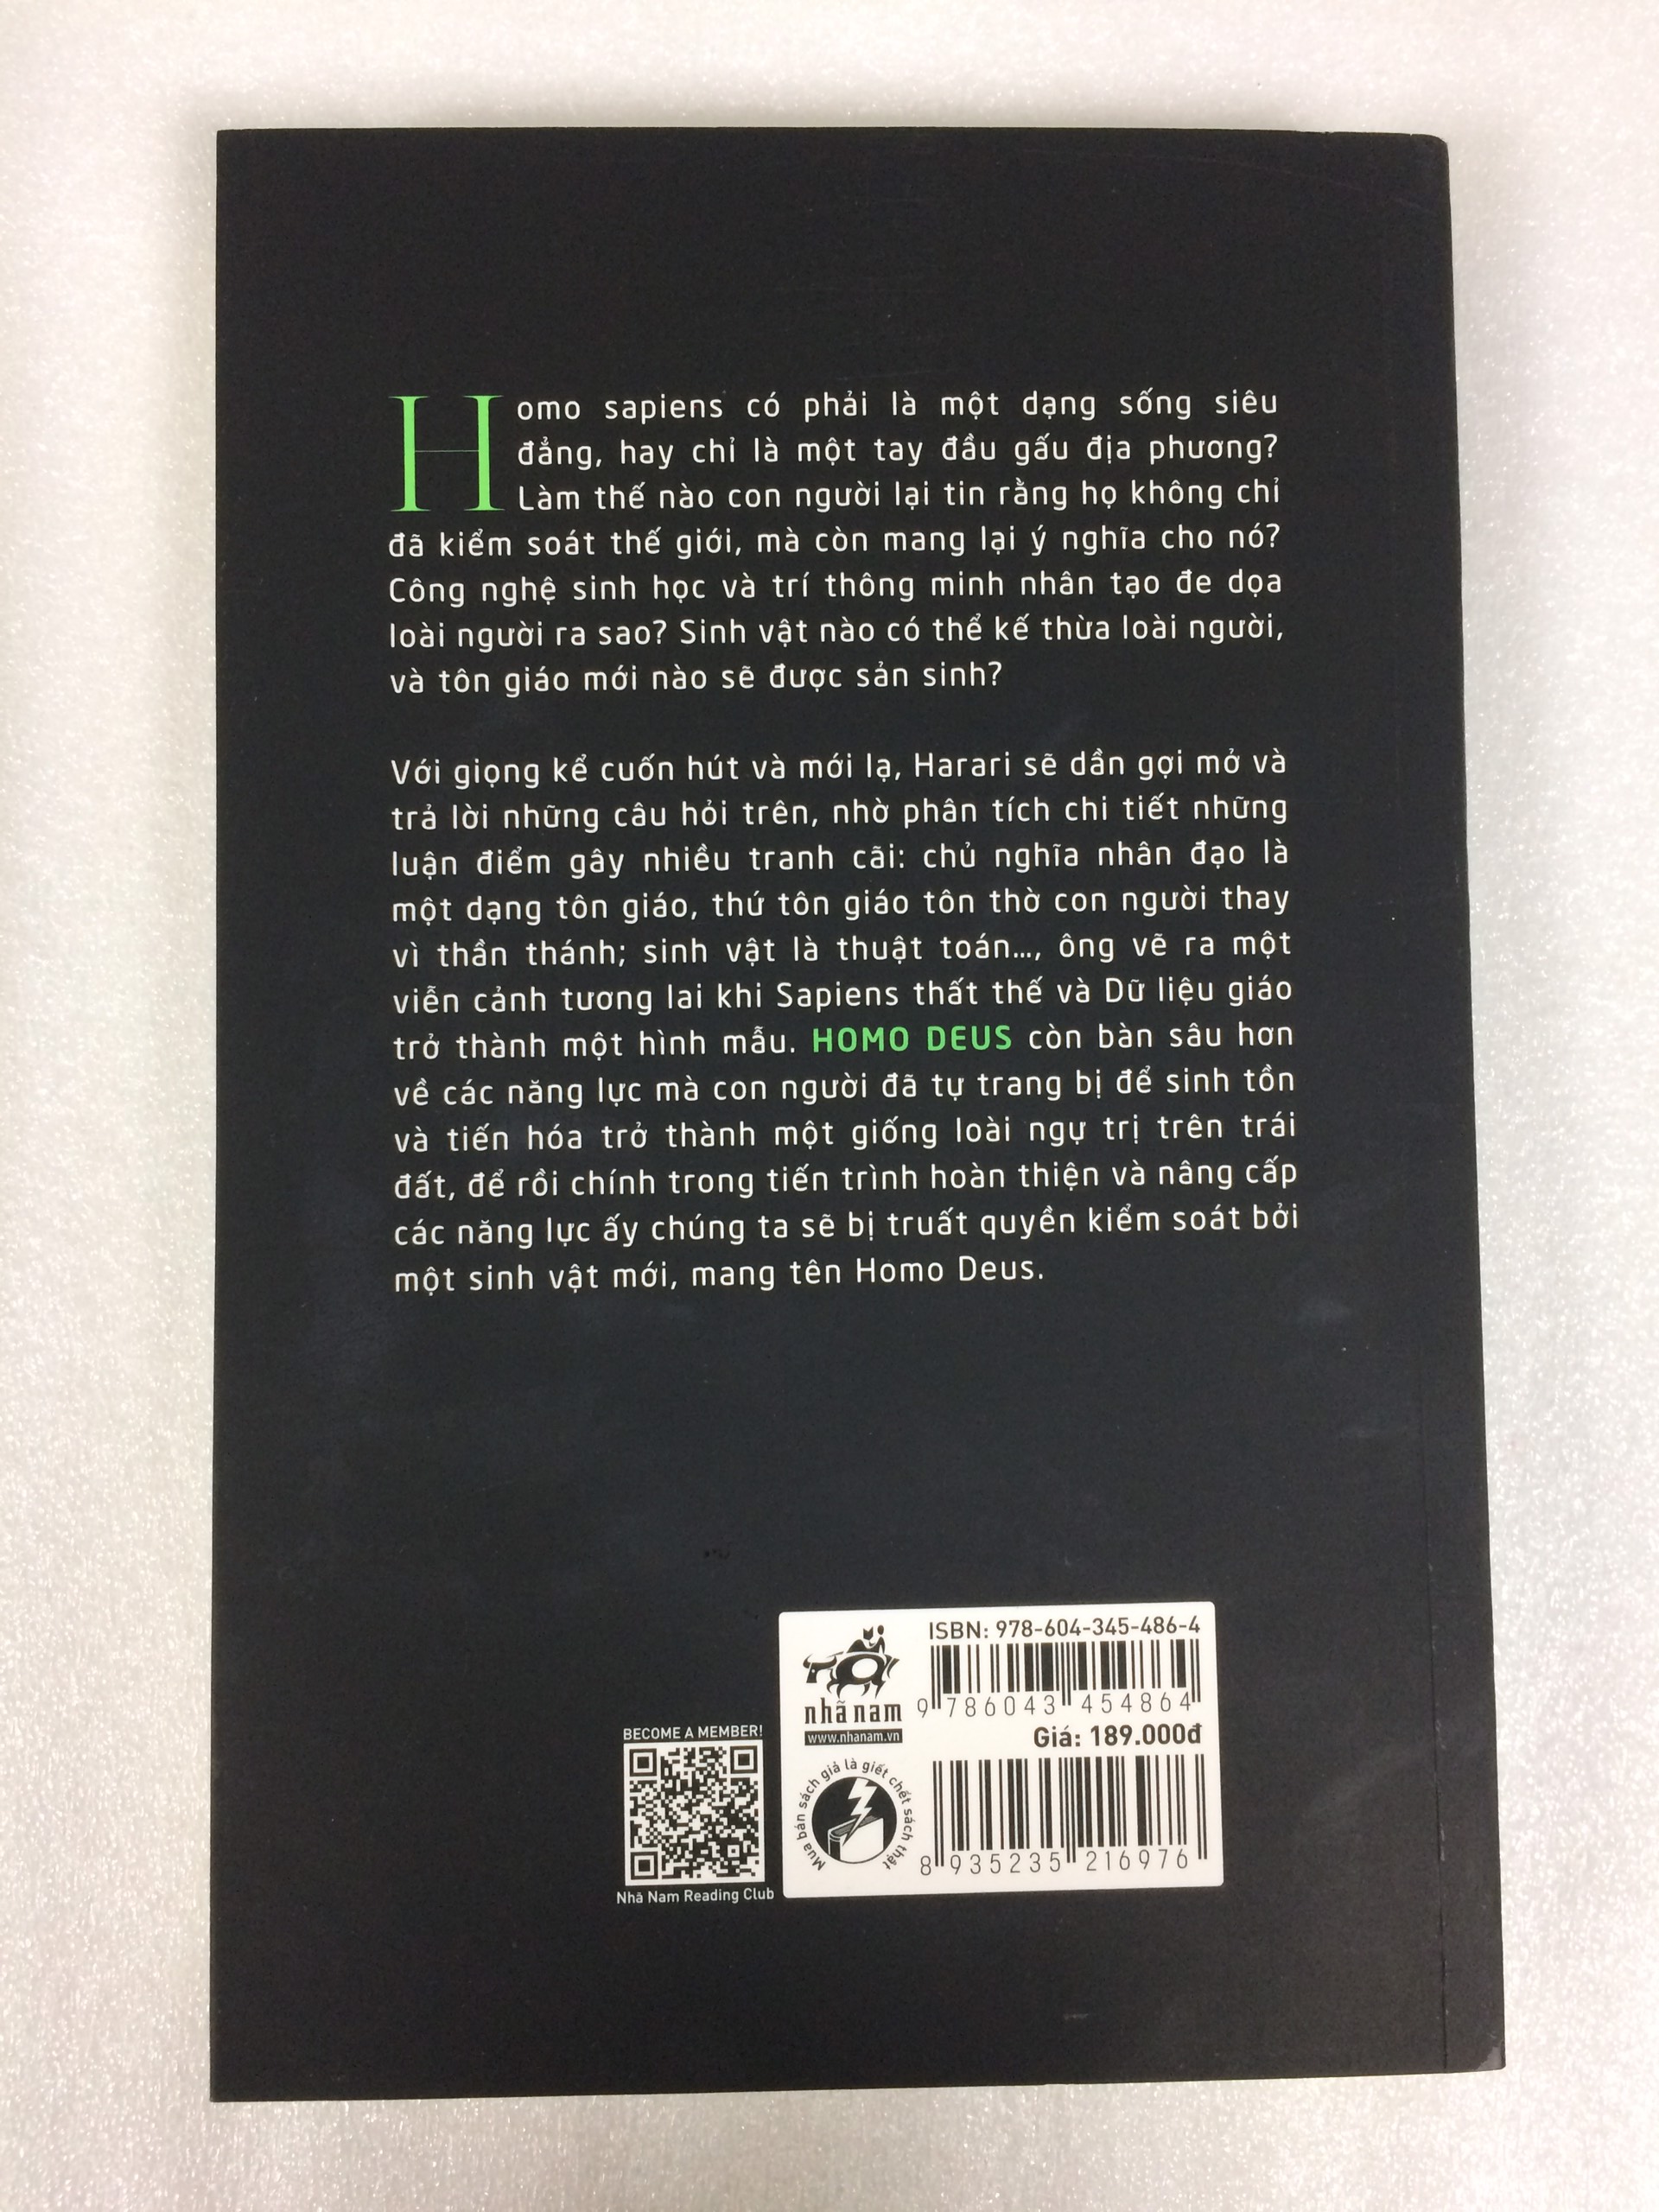 Homo sapiens có phải là một dạng sống siêu
đẳng, hay chỉ là một tay đầu gấu địa phương?
Làm thế nào con người lại tin rằng họ không chỉ
đã kiểm soát thế giới, mà còn mang lại ý nghĩa cho nó?
Công nghệ sinh học và trí thông minh nhân tạo đe dọa
loài người ra sao? Sinh vật nào có thể kế thừa loài người,
và tôn giáo mới nào sẽ được sản sinh?
Với giọng kể cuốn hút và mới lạ, Harari sẽ dần gợi mở và
trả lời những câu hỏi trên, nhờ phân tích chi tiết những
luận điểm gây nhiều tranh cãi: chủ nghĩa nhân đạo là
một dạng tôn giáo, thứ tôn giáo tôn thờ con người thay
vì thần thánh; sinh vật là thuật toán…, ông vẽ ra một
viễn cảnh tương lai khi Sapiens thất thế và Dữ liệu giáo
trở thành một hình mẫu. HOMO DEUS còn bàn sâu hơn
về các năng lực mà con người đã tự trang bị để sinh tồn
và tiến hóa trở thành một giống loài ngự trị trên trái
đất, để rồi chính trong tiến trình hoàn thiện và nâng cấp
các năng lực ấy chúng ta sẽ bị truất quyền kiểm soát bởi
một sinh vật mới, mang tên Homo Deus.
BECOME A MEMBER!
Nhã Nam Reading Club
nhã nam
www.nhanam.vn
Mua bán sách giả là giết chết sách thật
ISBN: 978-604-345-486-4
9 786043 454864
Giá: 189.000đ
8 935235 216976